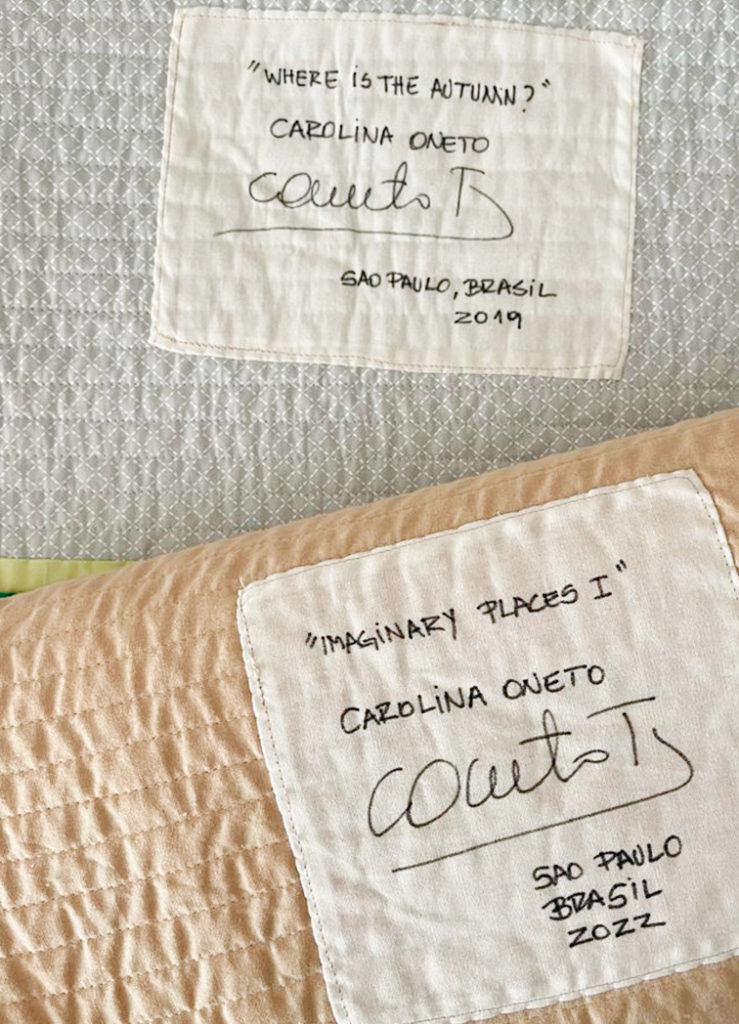 "WHERE iS THE AUTUMN?"
CAROLiNA ONETO
SAO PAULO, BRASiL
2019
"IMAGiNARY PLACES I"
CAROLiNA ONETO
SAO PAULO
BRASiL
2022